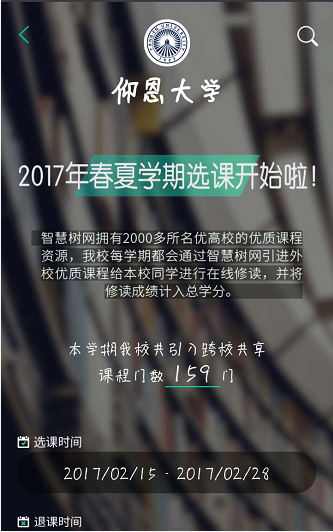 仰恩大学
2017年春夏学期选课开始啦!
智慧树网拥有2000多所名优高校的优质课程
资源，我校每学期都会通过智慧树网引进外
校优质课程给本校同学进行在线修读，并将
修读成绩计入总学分。
本学期我校共引入跨校共享
课程门数 159 门
选课时间
2017/02/15 - 2017/02/28
退课时间